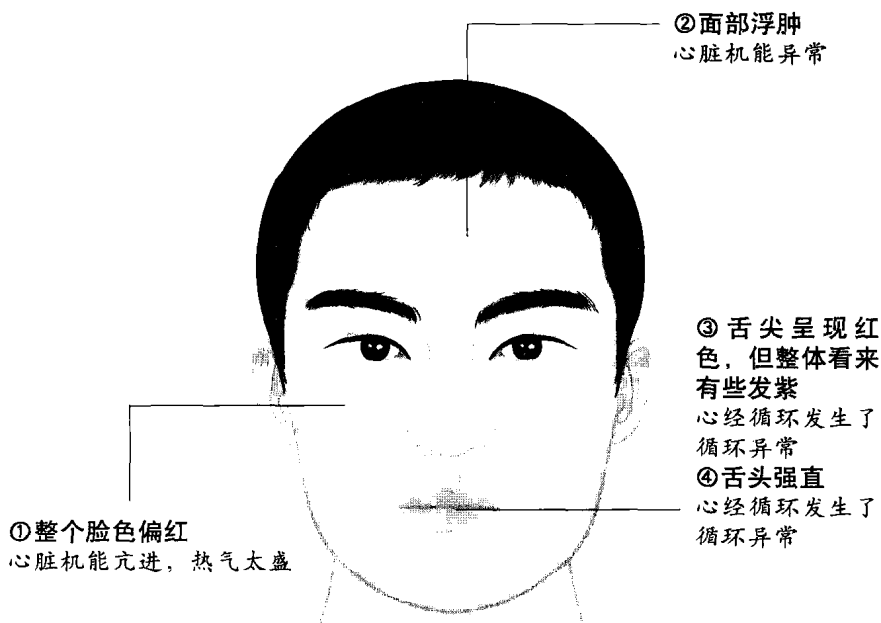 ②面部浮肿
心脏机能异常
③舌尖呈现红
色，但整体看来
有些发紫
心经循环发生了
循环异常
④舌头强直
心经循环发生了
循环异常
①整个脸色偏红
心脏机能亢进，热气太盛